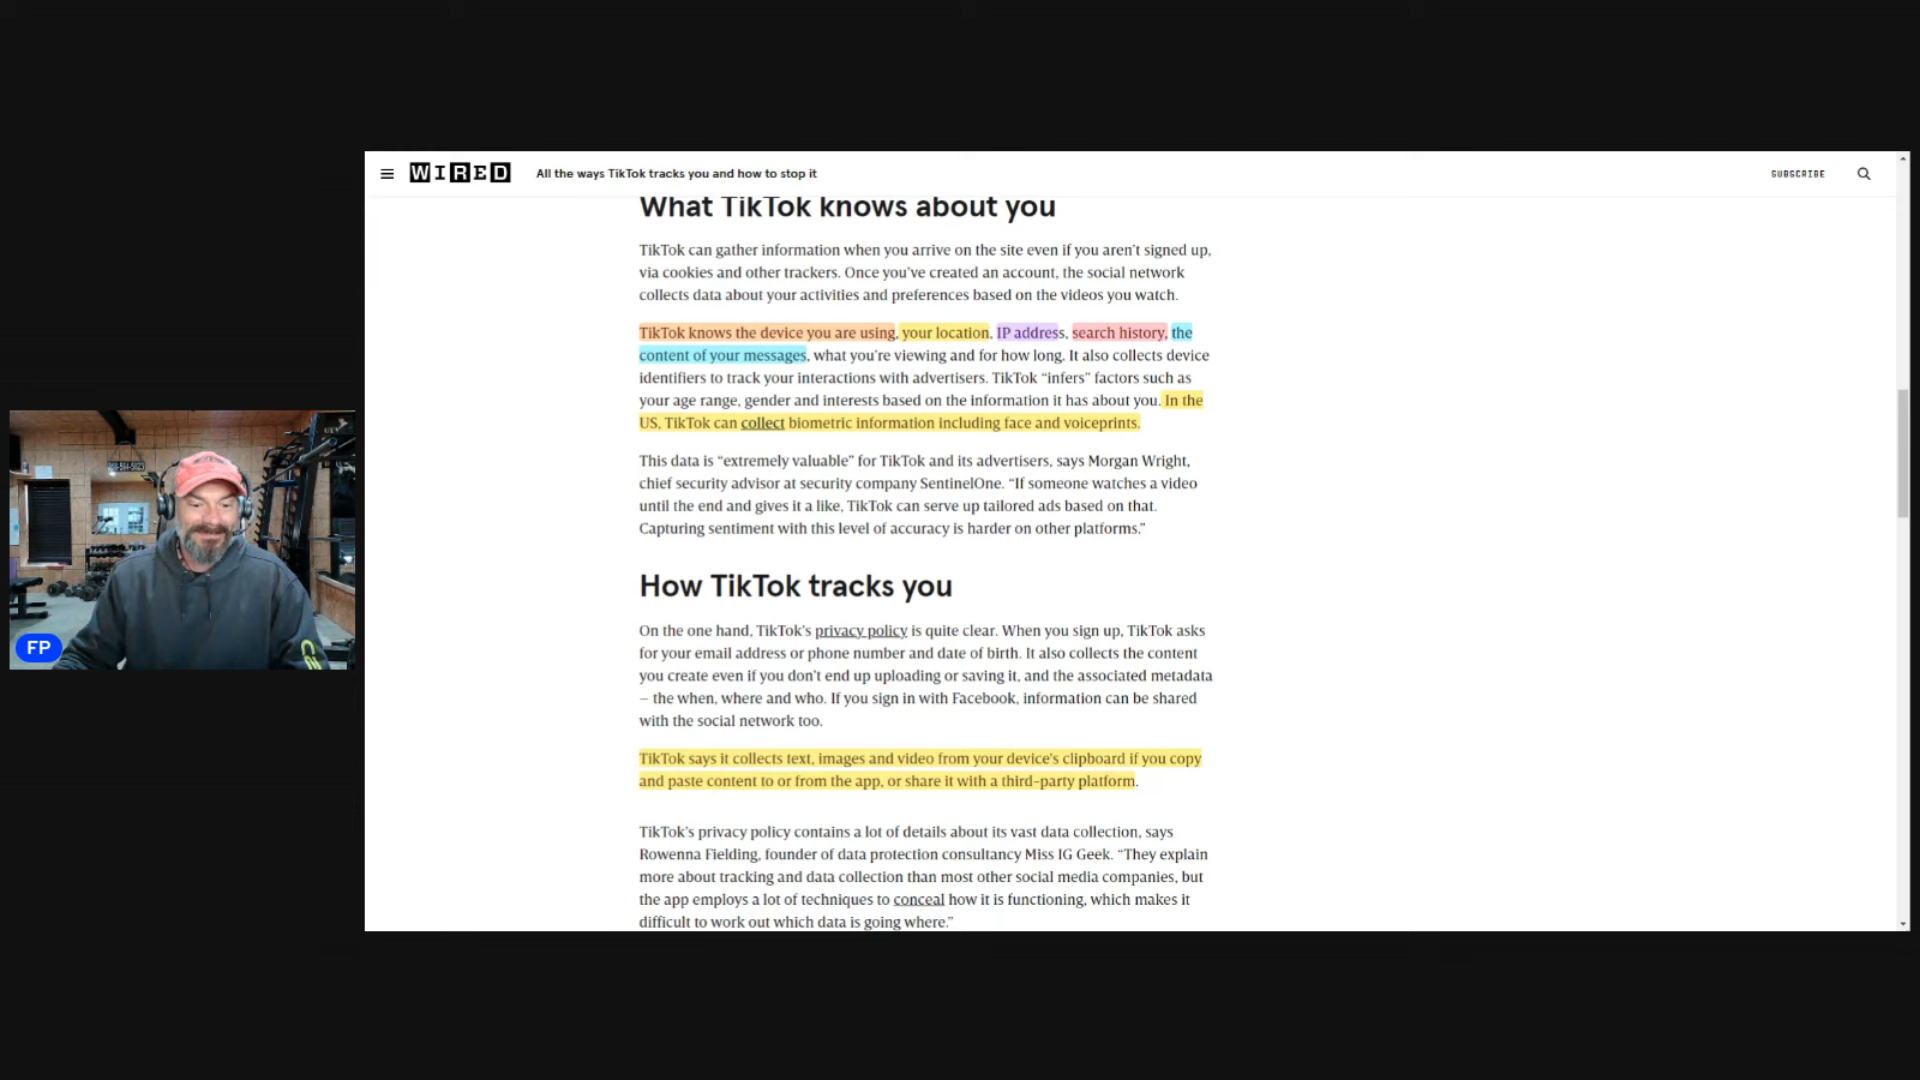 WIRED
All the ways TikTok tracks you and how to stop it
SUBSCRIBE
What TikTok knows about you
TikTok can gather information when you arrive on the site even if you aren’t signed up,
via cookies and other trackers. Once you’ve created an account, the social network
collects data about your activities and preferences based on the videos you watch.
TikTok knows the device you are using, your location, IP address, search history, the
content of your messages, what you’re viewing and for how long. It also collects device
identifiers to track your interactions with advertisers. TikTok “infers” factors such as
your age range, gender and interests based on the information it has about you. In the
US, TikTok can collect biometric information including face and voiceprints.
This data is “extremely valuable” for TikTok and its advertisers, says Morgan Wright,
chief security advisor at security company SentinelOne. “If someone watches a video
until the end and gives it a like, TikTok can serve up tailored ads based on that.
Capturing sentiment with this level of accuracy is harder on other platforms.”
How TikTok tracks you
On the one hand, TikTok’s privacy policy is quite clear. When you sign up, TikTok asks
for your email address or phone number and date of birth. It also collects the content
you create even if you don’t end up uploading or saving it, and the associated metadata
– the when, where and who. If you sign in with Facebook, information can be shared
with the social network too.
TikTok says it collects text, images and video from your device’s clipboard if you copy
and paste content to or from the app, or share it with a third-party platform.
TikTok’s privacy policy contains a lot of details about its vast data collection, says
Rowenna Fielding, founder of data protection consultancy Miss IG Geek. “They explain
more about tracking and data collection than most other social media companies, but
the app employs a lot of techniques to conceal how it is functioning, which makes it
difficult to work out which data is going where.”
FP